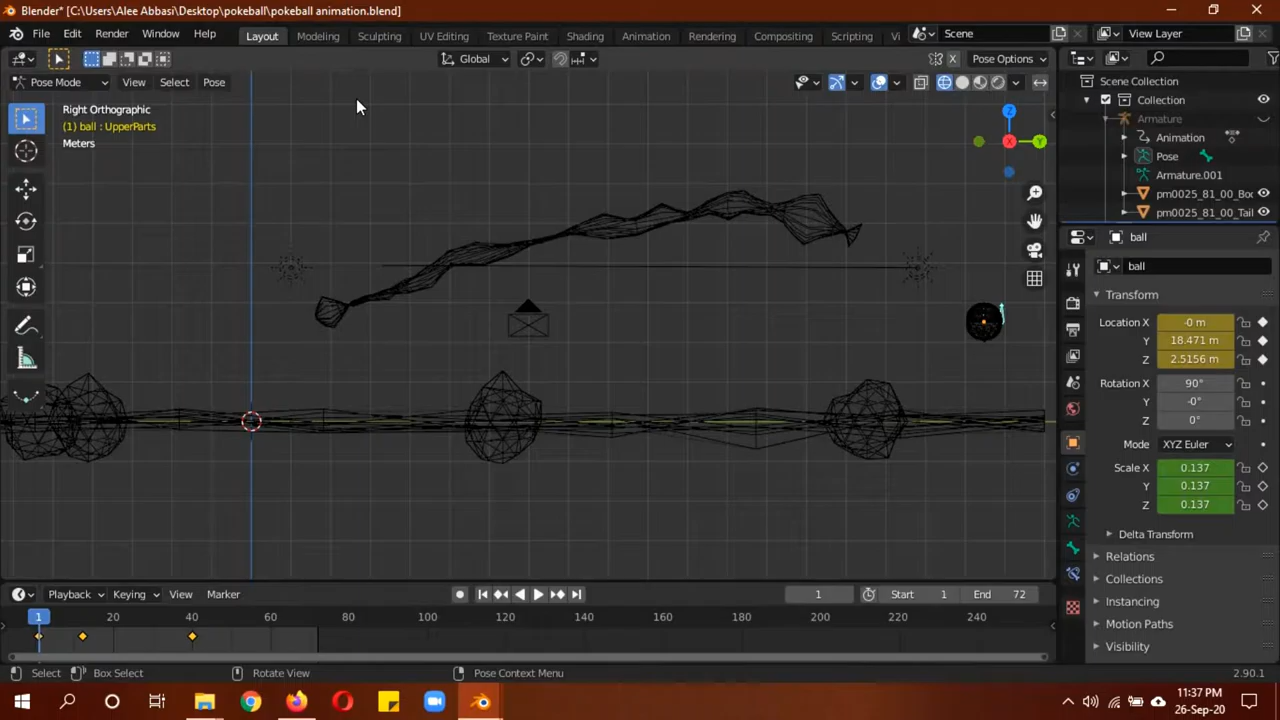 Blender* [C:\Users\Alee Abbasi\Desktop\pokeball\pokeball animation.blend]
File Edit Render Window Help Layout Modeling Sculpting UV Editing Texture Paint Shading Animation Rendering Compositing Scripting Vi Scene View Layer
Global Pose Options
Pose Mode View Select Pose
Scene Collection
Collection
Armature
Animation
Pose
Armature.001
pm0025_81_00_Boc
pm0025_81_00_Tail
Right Orthographic
(1) ball : UpperParts
Meters
Z
X
Y
ball
ball
Transform
Location X -0 m
Y 18.471 m
Z 2.5156 m
Rotation X 90°
Y -0°
Z 0°
Mode XYZ Euler
Scale X 0.137
Y 0.137
Z 0.137
Delta Transform
Relations
Collections
Instancing
Motion Paths
Visibility
Playback Keying View Marker 1 Start 1 End 72
1 20 40 60 80 100 120 140 160 180 200 220 240
Select Box Select Rotate View Pose Context Menu 2.90.1
11:37 PM
26-Sep-20